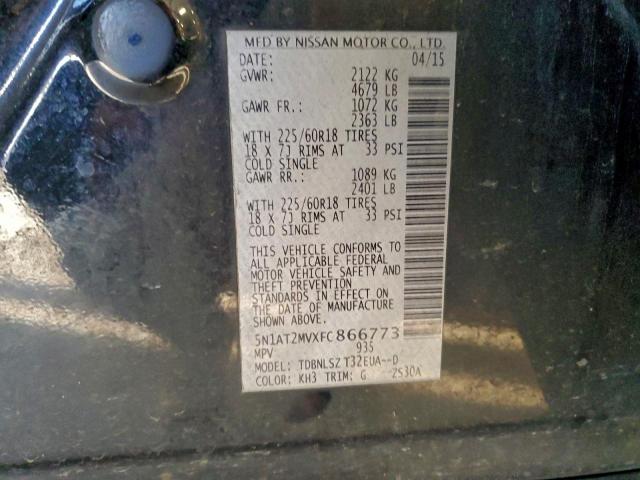 MFD BY NISSAN MOTOR CO., LTD.
DATE: 04/15
GVWR: 2122 KG
4679 LB
GAWR FR.: 1072 KG
2363 LB
WITH 225/60R18 TIRES
18 X 7J RIMS AT 33 PSI
COLD SINGLE
GAWR RR.: 1089 KG
2401 LB
WITH 225/60R18 TIRES
18 X 7J RIMS AT 33 PSI
COLD SINGLE
THIS VEHICLE CONFORMS TO
ALL APPLICABLE FEDERAL
MOTOR VEHICLE SAFETY AND
THEFT PREVENTION
STANDARDS IN EFFECT ON
THE DATE OF MANUFACTURE
SHOWN ABOVE.
5N1AT2MVXFC866773
MPV 935
MODEL: TDBNLSZ T32EUA--D
COLOR: KH3 TRIM: G 2530A